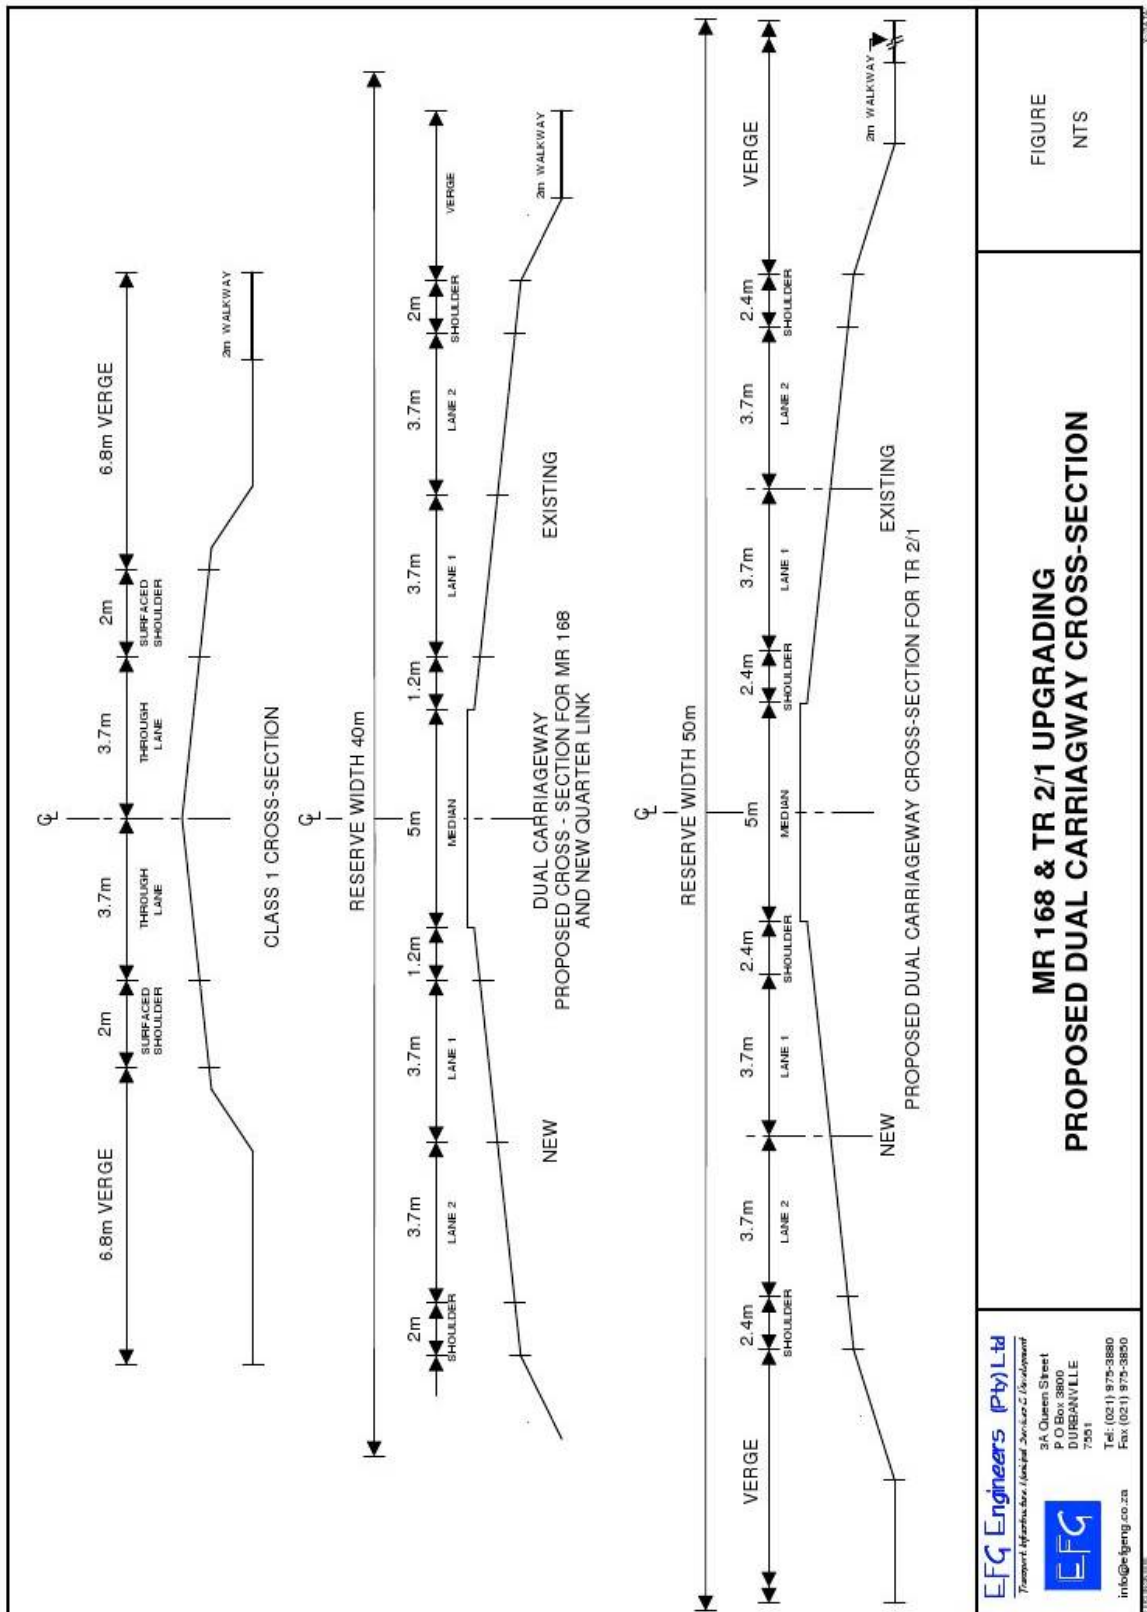 ℄
6.8m VERGE
2m
3.7m
3.7m
2m
6.8m VERGE
SURFACED
SHOULDER
THROUGH
LANE
THROUGH
LANE
SURFACED
SHOULDER
2m WALKWAY
CLASS 1 CROSS-SECTION
℄
RESERVE WIDTH 40m
2m
3.7m
3.7m
1.2m
5m
1.2m
3.7m
3.7m
2m
SHOULDER
LANE 2
LANE 1
MEDIAN
LANE 1
LANE 2
SHOULDER
VERGE
2m WALKWAY
NEW
EXISTING
DUAL CARRIAGEWAY
PROPOSED CROSS - SECTION FOR MR 168
AND NEW QUARTER LINK
℄
RESERVE WIDTH 50m
VERGE
2.4m
3.7m
3.7m
2.4m
5m
2.4m
3.7m
3.7m
2.4m
VERGE
SHOULDER
LANE 2
LANE 1
SHOULDER
MEDIAN
SHOULDER
LANE 1
LANE 2
SHOULDER
2m WALKWAY
NEW
EXISTING
PROPOSED DUAL CARRIAGEWAY CROSS-SECTION FOR TR 2/1
EFG Engineers (Pty) Ltd
Transport, Infrastructure, Municipal Services & Development
EFG
3A Queen Street
P O Box 3800
DURBANVILLE
7551
Tel: (021) 975-3880
Fax (021) 975-3850
info@efgeng.co.za
MR 168 & TR 2/1 UPGRADING
PROPOSED DUAL CARRIAGWAY CROSS-SECTION
FIGURE
NTS